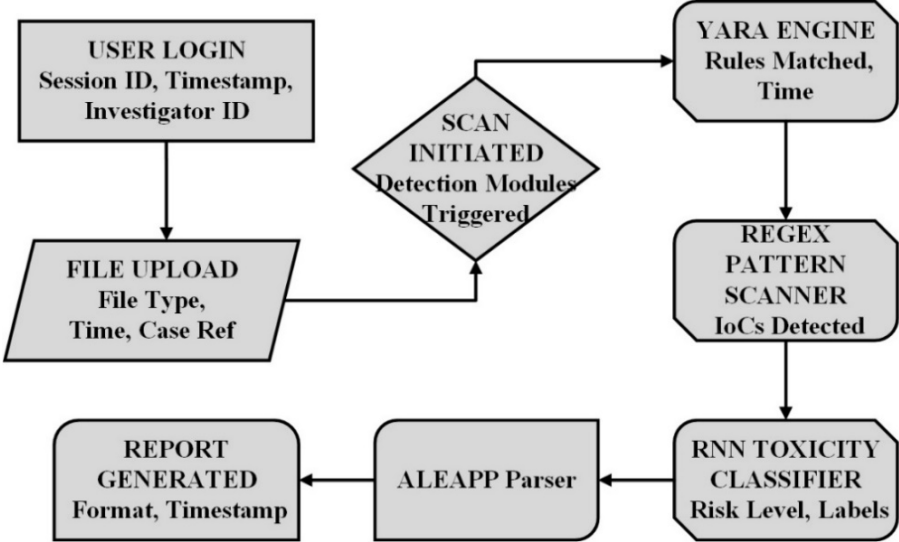 USER LOGIN
Session ID, Timestamp,
Investigator ID
FILE UPLOAD
File Type,
Time, Case Ref
SCAN
INITIATED
Detection Modules
Triggered
YARA ENGINE
Rules Matched,
Time
REGEX
PATTERN
SCANNER
IoCs Detected
RNN TOXICITY
CLASSIFIER
Risk Level, Labels
ALEAPP Parser
REPORT
GENERATED
Format, Timestamp